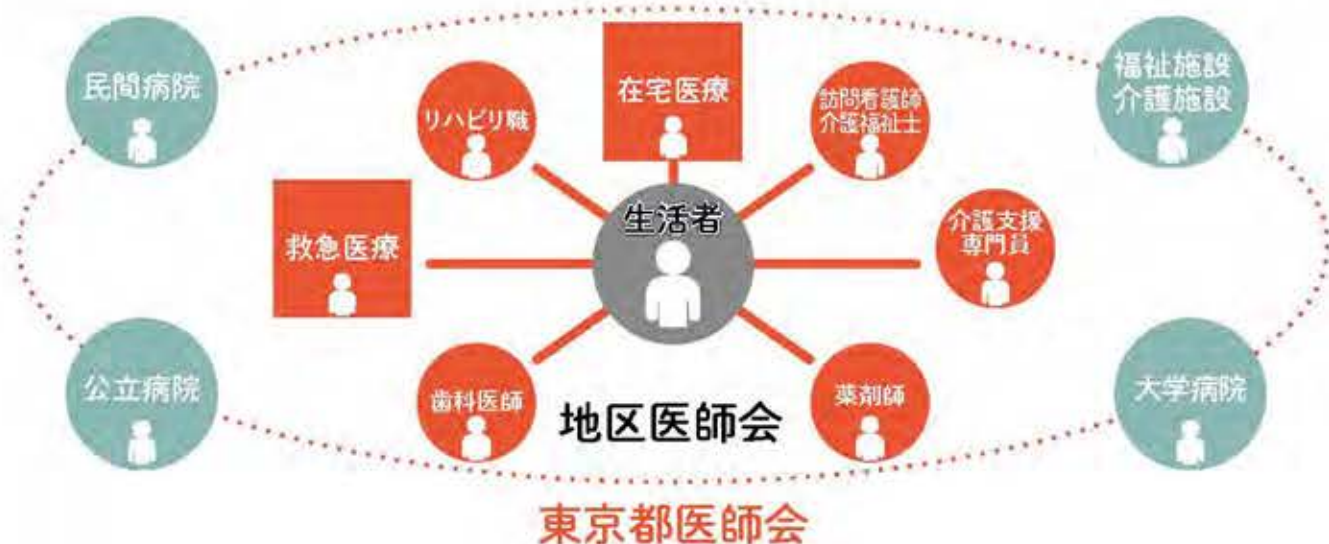 民間病院
リハビリ職
在宅医療
訪問看護師
介護福祉士
福祉施設
介護施設
救急医療
生活者
介護支援
専門員
公立病院
歯科医師
地区医師会
薬剤師
大学病院
東京都医師会